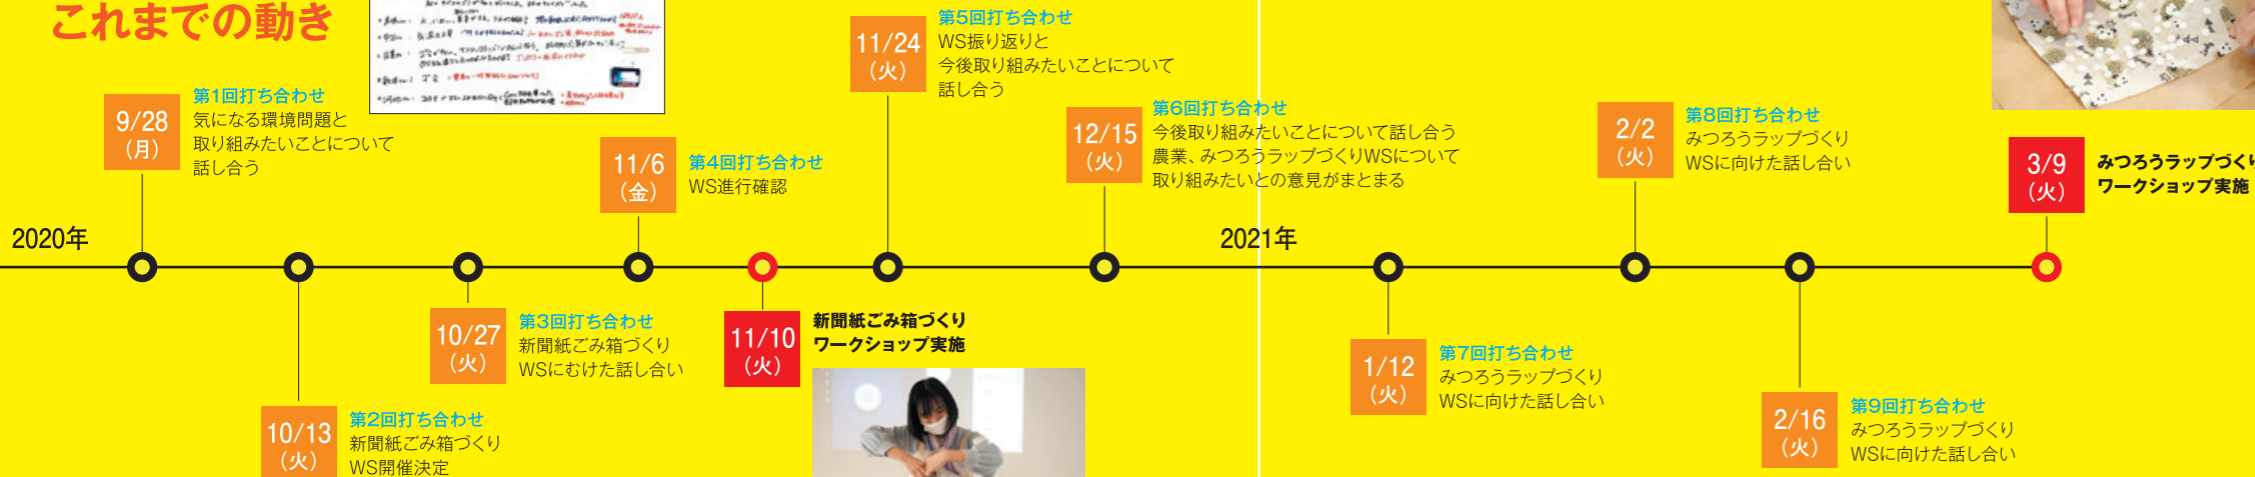 これまでの動き
2020年
9/28
（月）
第1回打ち合わせ
気になる環境問題と
取り組みたいことについて
話し合う
10/13
（火）
第2回打ち合わせ
新聞紙ごみ箱づくり
WS開催決定
10/27
（火）
第3回打ち合わせ
新聞紙ごみ箱づくり
WSにむけた話し合い
11/6
（金）
第4回打ち合わせ
WS進行確認
11/10
（火）
新聞紙ごみ箱づくり
ワークショップ実施
11/24
（火）
第5回打ち合わせ
WS振り返りと
今後取り組みたいことについて
話し合う
12/15
（火）
第6回打ち合わせ
今後取り組みたいことについて話し合う
農業、みつろうラップづくりWSについて
取り組みたいとの意見がまとまる
2021年
1/12
（火）
第7回打ち合わせ
みつろうラップづくり
WSに向けた話し合い
2/2
（火）
第8回打ち合わせ
みつろうラップづくり
WSに向けた話し合い
2/16
（火）
第9回打ち合わせ
みつろうラップづくり
WSに向けた話し合い
3/9
（火）
みつろうラップづくり
ワークショップ実施